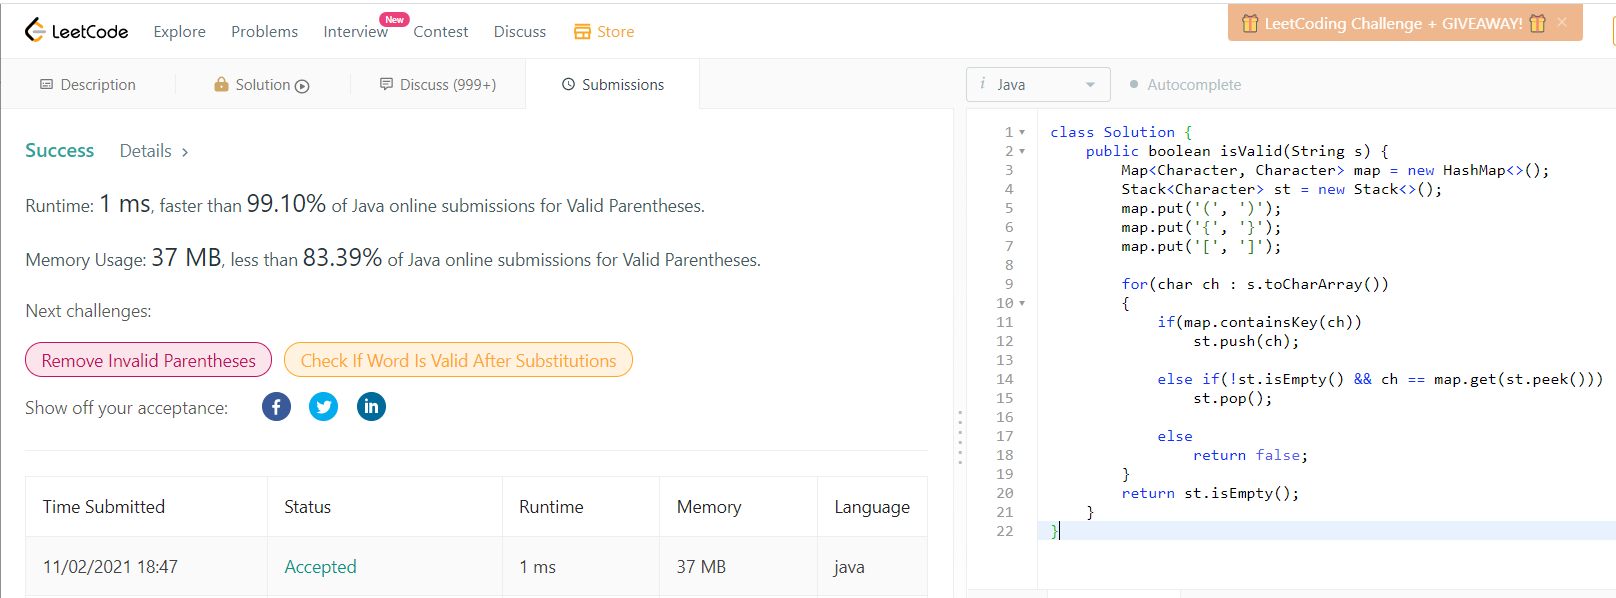 LeetCode Explore Problems Interview New Contest Discuss Store LeetCoding Challenge + GIVEAWAY! ×
Description Solution Discuss (999+) Submissions
i Java Autocomplete
Success Details >
Runtime: 1 ms, faster than 99.10% of Java online submissions for Valid Parentheses.
Memory Usage: 37 MB, less than 83.39% of Java online submissions for Valid Parentheses.
Next challenges:
Remove Invalid Parentheses Check If Word Is Valid After Substitutions
Show off your acceptance: f in
Time Submitted Status Runtime Memory Language
11/02/2021 18:47 Accepted 1 ms 37 MB java
1 class Solution {
2 public boolean isValid(String s) {
3 Map<Character, Character> map = new HashMap<>();
4 Stack<Character> st = new Stack<>();
5 map.put('(', ')');
6 map.put('{', '}');
7 map.put('[', ']');
8
9 for(char ch : s.toCharArray())
10 {
11 if(map.containsKey(ch))
12 st.push(ch);
13
14 else if(!st.isEmpty() && ch == map.get(st.peek()))
15 st.pop();
16
17 else
18 return false;
19 }
20 return st.isEmpty();
21 }
22 }